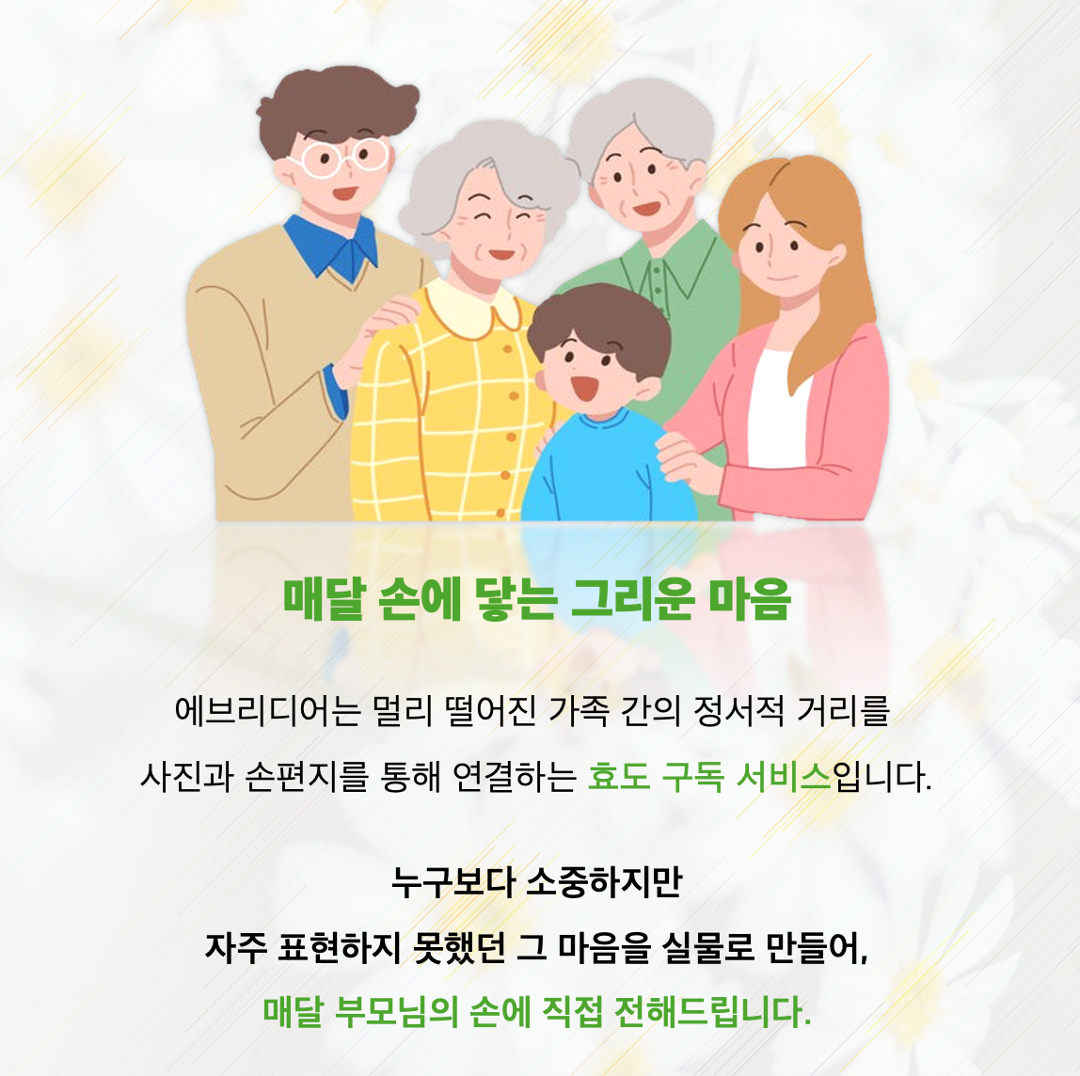 매달 손에 닿는 그리운 마음
에브리디어는 멀리 떨어진 가족 간의 정서적 거리를
사진과 손편지를 통해 연결하는 효도 구독 서비스입니다.
누구보다 소중하지만
자주 표현하지 못했던 그 마음을 실물로 만들어,
매달 부모님의 손에 직접 전해드립니다.